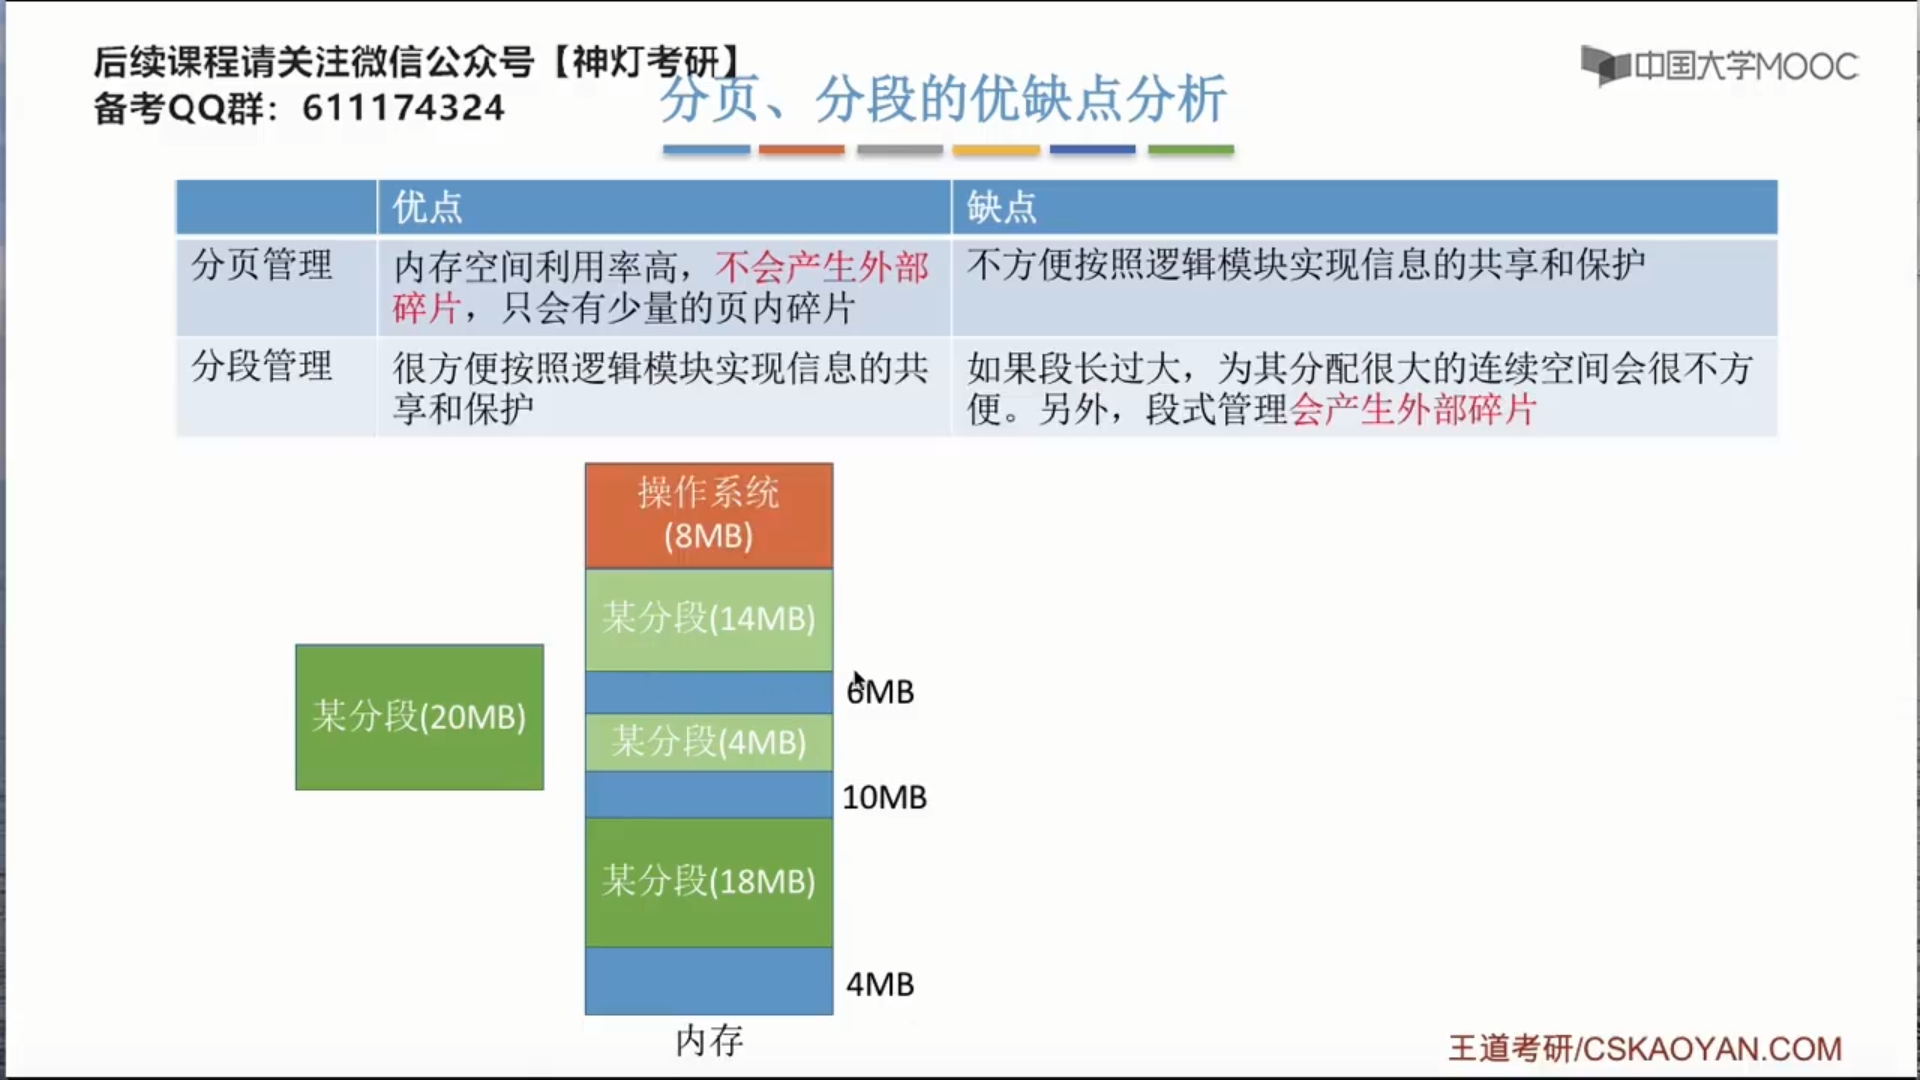 后续课程请关注微信公众号【神灯考研】
备考QQ群：611174324
中国大学MOOC
分页、分段的优缺点分析
优点
缺点
分页管理
内存空间利用率高，不会产生外部
碎片，只会有少量的页内碎片
不方便按照逻辑模块实现信息的共享和保护
分段管理
很方便按照逻辑模块实现信息的共
享和保护
如果段长过大，为其分配很大的连续空间会很不方
便。另外，段式管理会产生外部碎片
操作系统
(8MB)
某分段(14MB)
6MB
某分段(20MB)
某分段(4MB)
10MB
某分段(18MB)
4MB
内存
王道考研/CSKAOYAN.COM